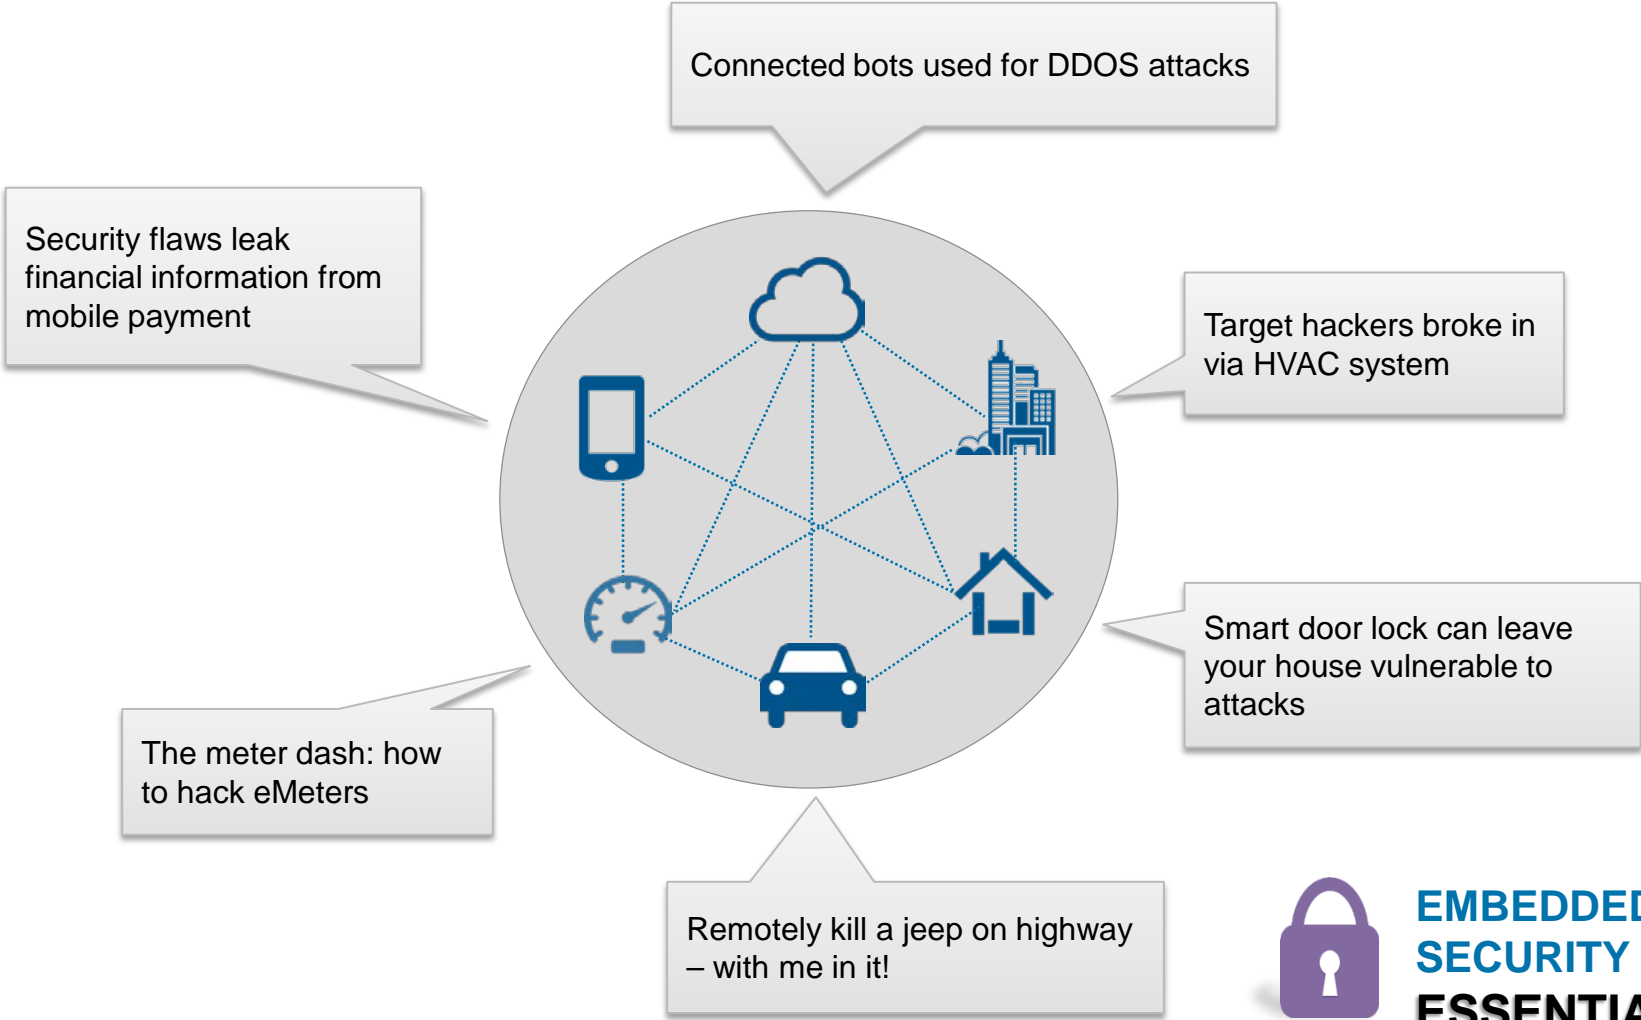 Connected bots used for DDOS attacks
Security flaws leak
financial information from
mobile payment
Target hackers broke in
via HVAC system
Smart door lock can leave
your house vulnerable to
attacks
The meter dash: how
to hack eMeters
Remotely kill a jeep on highway
– with me in it!
EMBEDDED
SECURITY